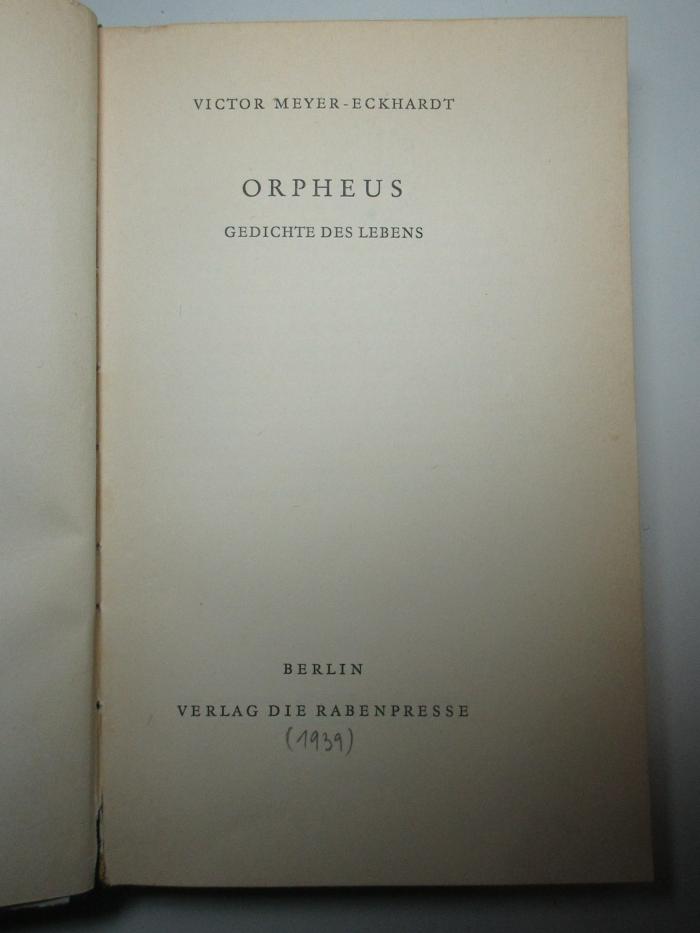 VICTOR MEYER-ECKHARDT
ORPHEUS
GEDICHTE DES LEBENS
BERLIN
VERLAG DIE RABENPRESSE
(1939)